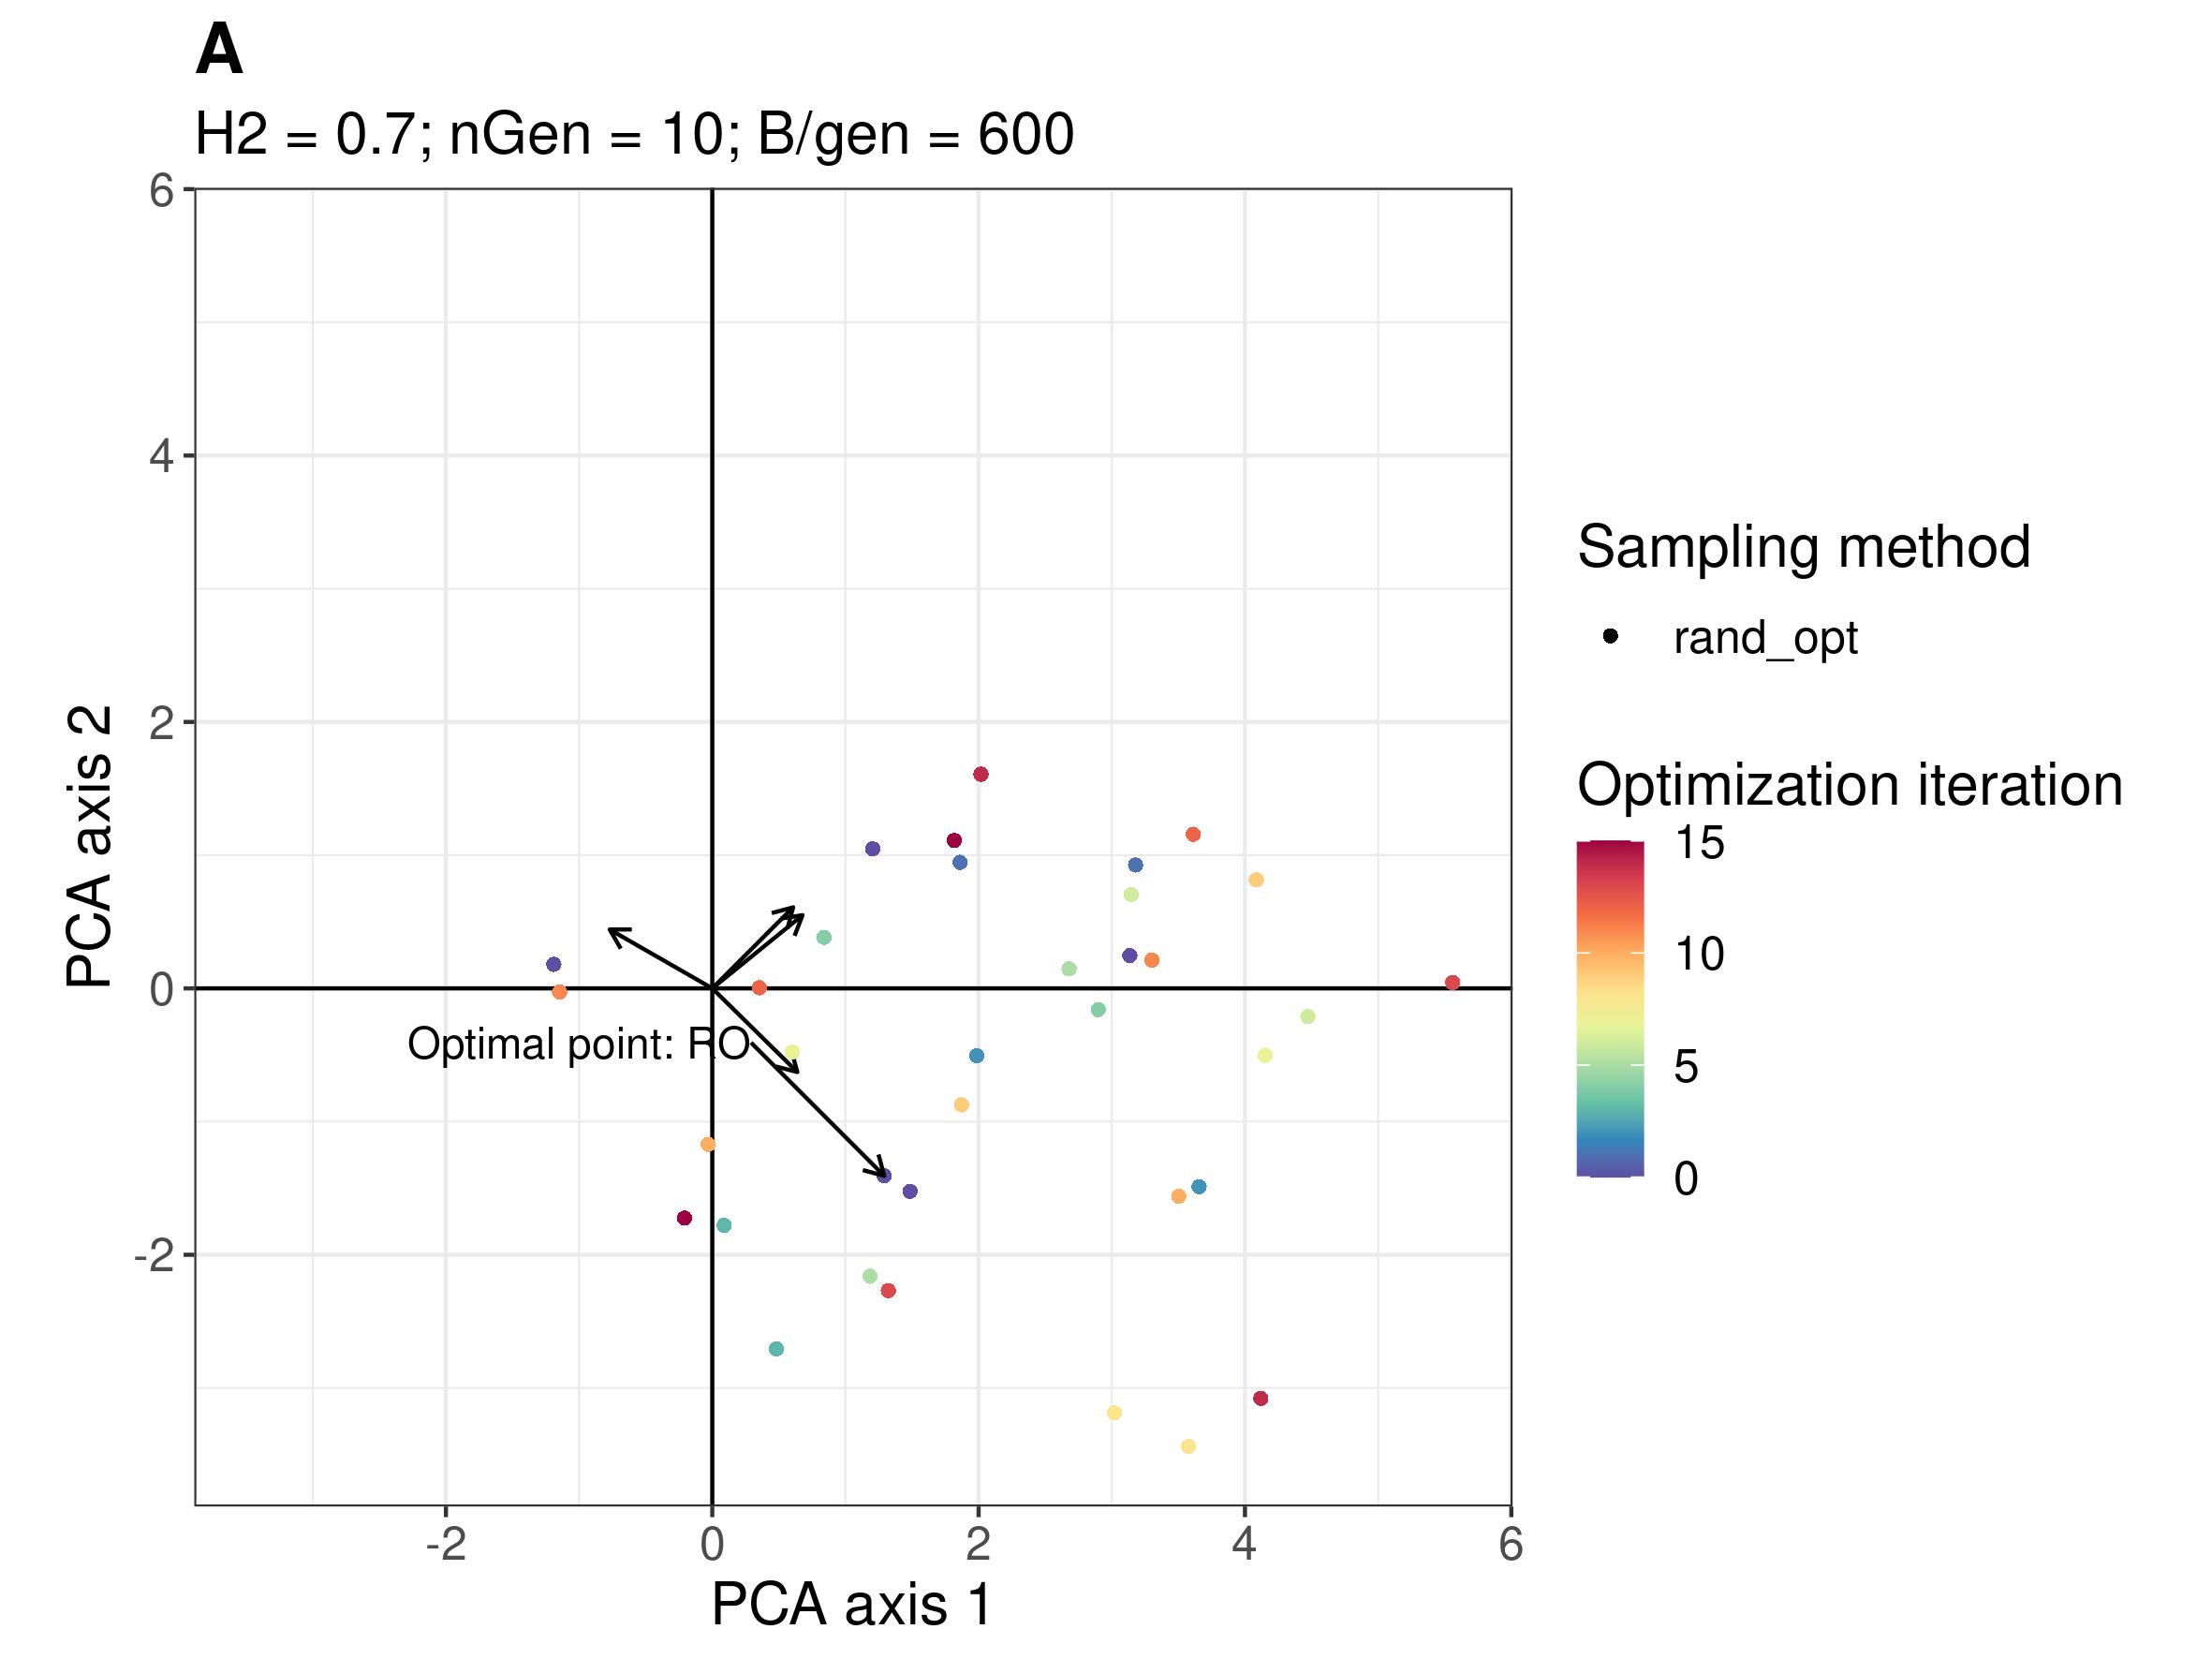 A
H2 = 0.7; nGen = 10; B/gen = 600
6
4
2
0
-2
PCA axis 2
-2
0
2
4
6
PCA axis 1
Optimal point: RO
Sampling method
rand_opt
Optimization iteration
15
10
5
0